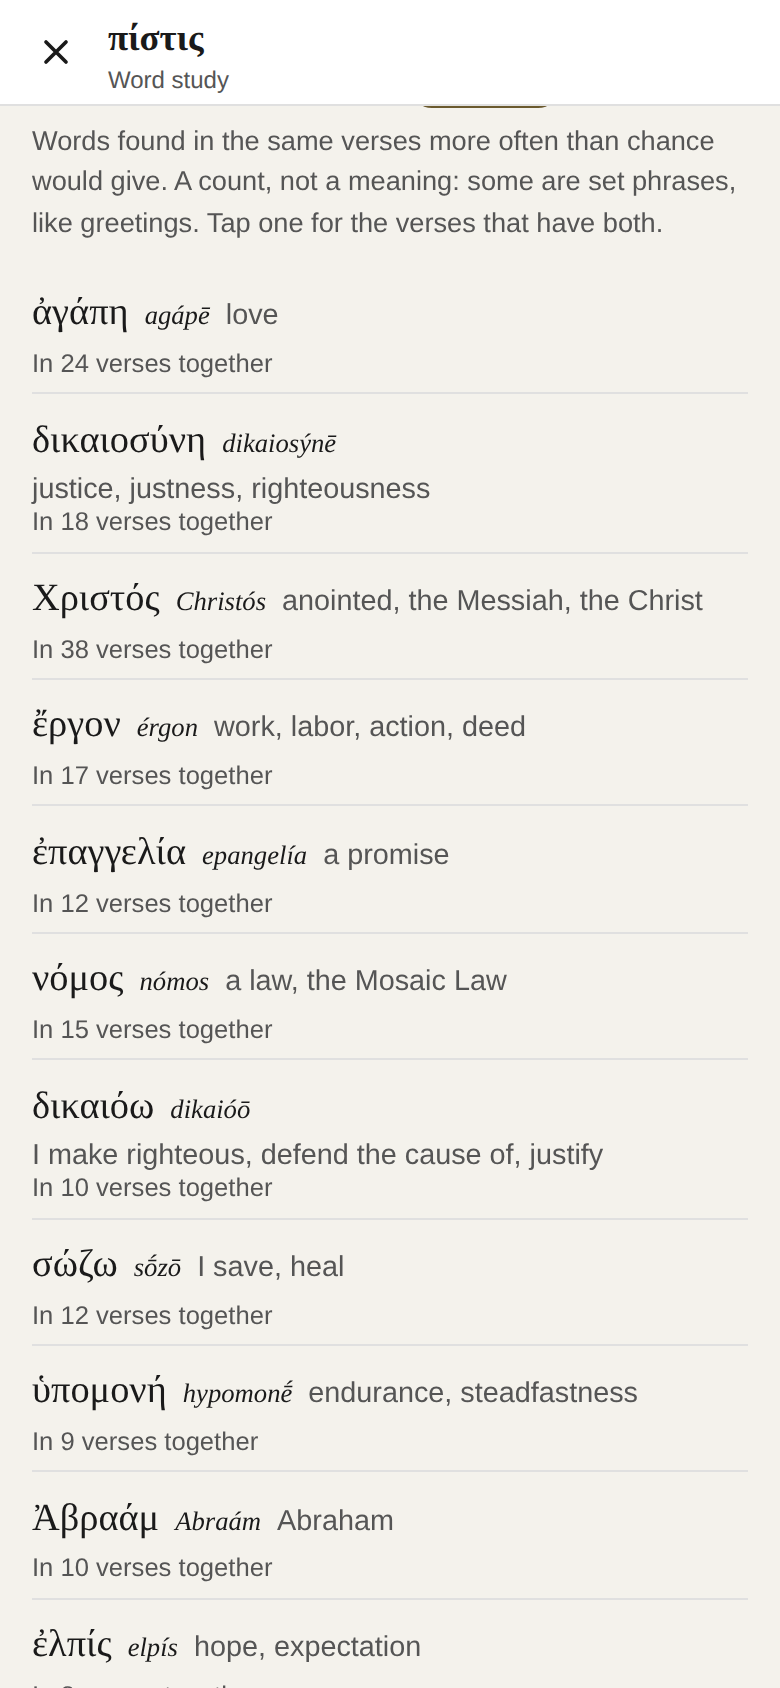 πίστις
Word study
Words found in the same verses more often than chance
would give. A count, not a meaning: some are set phrases,
like greetings. Tap one for the verses that have both.
ἀγάπη agápē love
In 24 verses together
δικαιοσύνη dikaiosýnē
justice, justness, righteousness
In 18 verses together
Χριστός Christós anointed, the Messiah, the Christ
In 38 verses together
ἔργον érgon work, labor, action, deed
In 17 verses together
ἐπαγγελία epangelía a promise
In 12 verses together
νόμος nómos a law, the Mosaic Law
In 15 verses together
δικαιόω dikaióō
I make righteous, defend the cause of, justify
In 10 verses together
σώζω sṓzō I save, heal
In 12 verses together
ὑπομονή hypomonḗ endurance, steadfastness
In 9 verses together
Ἀβραάμ Abraám Abraham
In 10 verses together
ἐλπίς elpís hope, expectation